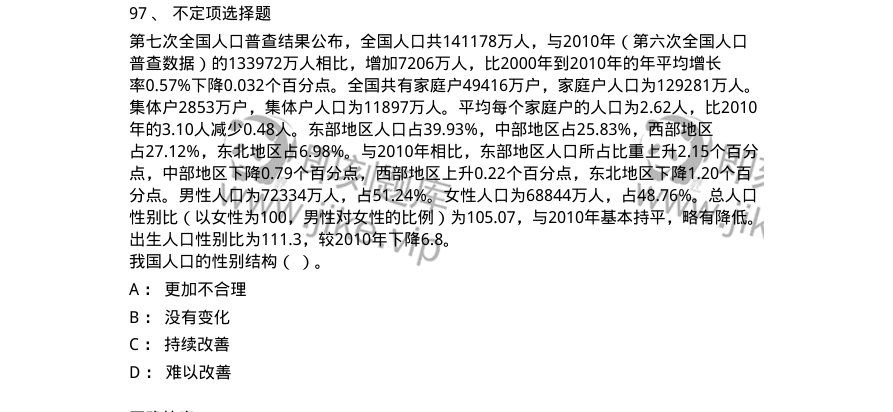 97 、 不定项选择题
第七次全国人口普查结果公布，全国人口共141178万人，与2010年（第六次全国人口
普查数据）的133972万人相比，增加7206万人，比2000年到2010年的年平均增长
率0.57%下降0.032个百分点。全国共有家庭户49416万户，家庭户人口为129281万人。
集体户2853万户，集体户人口为11897万人。平均每个家庭户的人口为2.62人，比2010
年的3.10人减少0.48人。东部地区人口占39.93%，中部地区占25.83%，西部地区
占27.12%，东北地区占6.98%。与2010年相比，东部地区人口所占比重上升2.15个百分
点，中部地区下降0.79个百分点，西部地区上升0.22个百分点，东北地区下降1.20个百
分点。男性人口为72334万人，占51.24%。女性人口为68844万人，占48.76%。总人口
性别比（以女性为100，男性对女性的比例）为105.07，与2010年基本持平，略有降低。
出生人口性别比为111.3，较2010年下降6.8。
我国人口的性别结构（ ）。
A ： 更加不合理
B ： 没有变化
C ： 持续改善
D ： 难以改善
即刻题库
www.jike.vip
即刻
www.jik